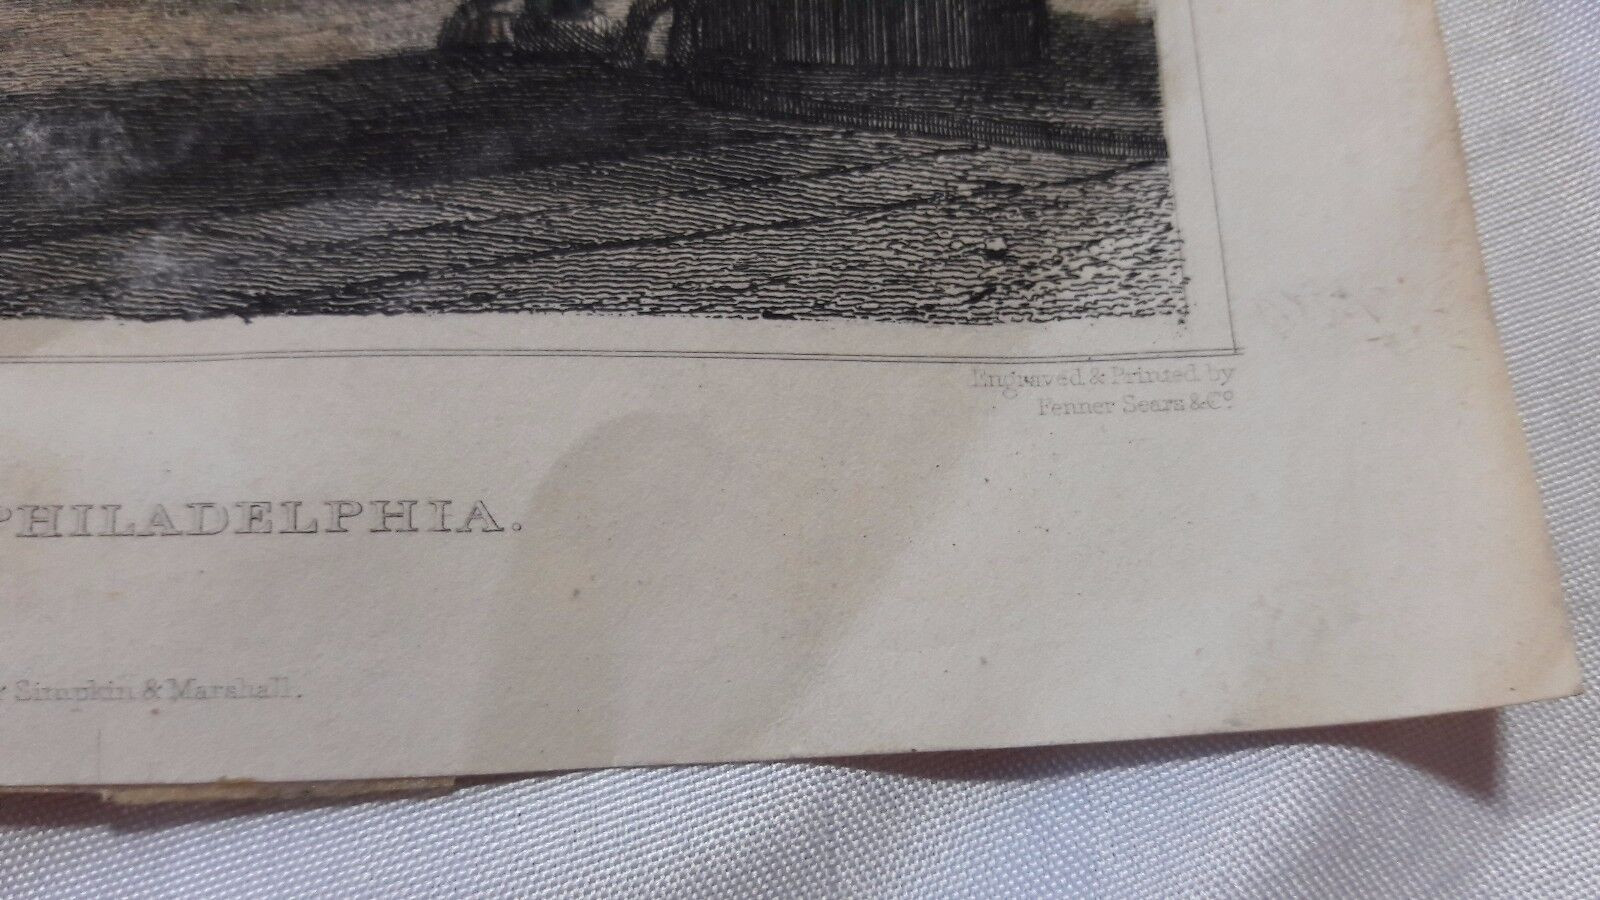 Engraved & Printed by
Fenner Sears & Cº.
PHILADELPHIA.
Simpkin & Marshall.